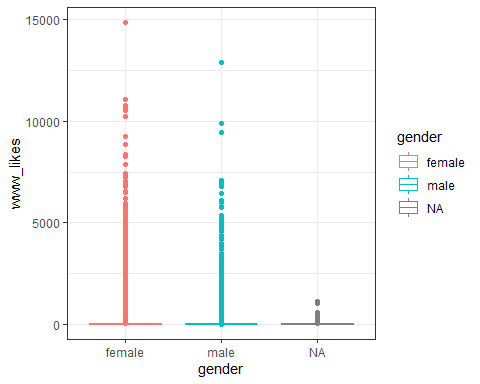 15000
10000
5000
0
www_likes
female
male
NA
gender
gender
female
male
NA